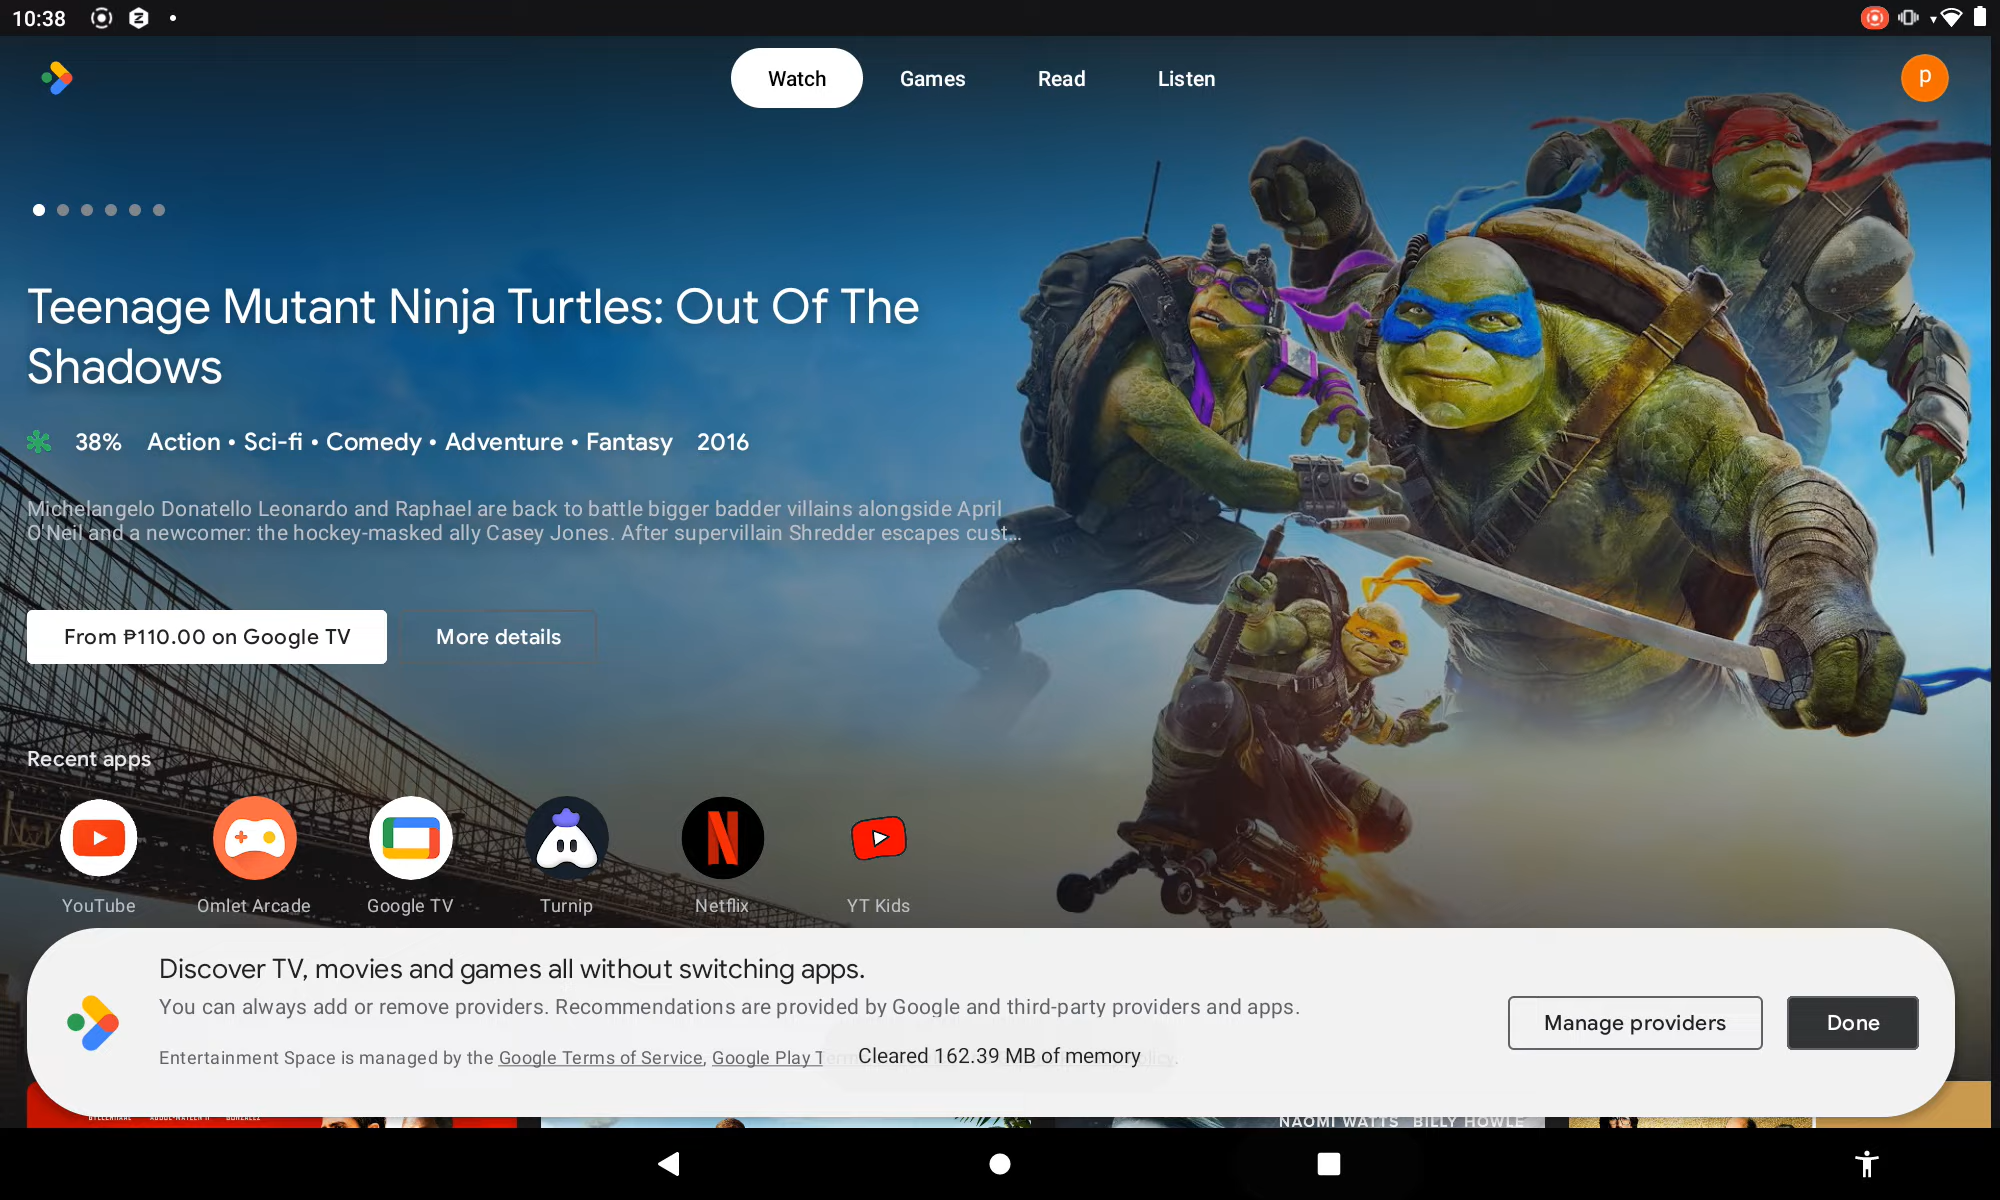 10:38
Watch
Games
Read
Listen
p
Teenage Mutant Ninja Turtles: Out Of The
Shadows
38% Action • Sci-fi • Comedy • Adventure • Fantasy 2016
Michelangelo Donatello Leonardo and Raphael are back to battle bigger badder villains alongside April
O'Neil and a newcomer: the hockey-masked ally Casey Jones. After supervillain Shredder escapes cust...
From ₱110.00 on Google TV
More details
Recent apps
YouTube
Omlet Arcade
Google TV
Turnip
Netflix
YT Kids
Discover TV, movies and games all without switching apps.
You can always add or remove providers. Recommendations are provided by Google and third-party providers and apps.
Manage providers
Done
Entertainment Space is managed by the Google Terms of Service, Google Play
Cleared 162.39 MB of memory
NAOMI WATTS BILLY HOWLE